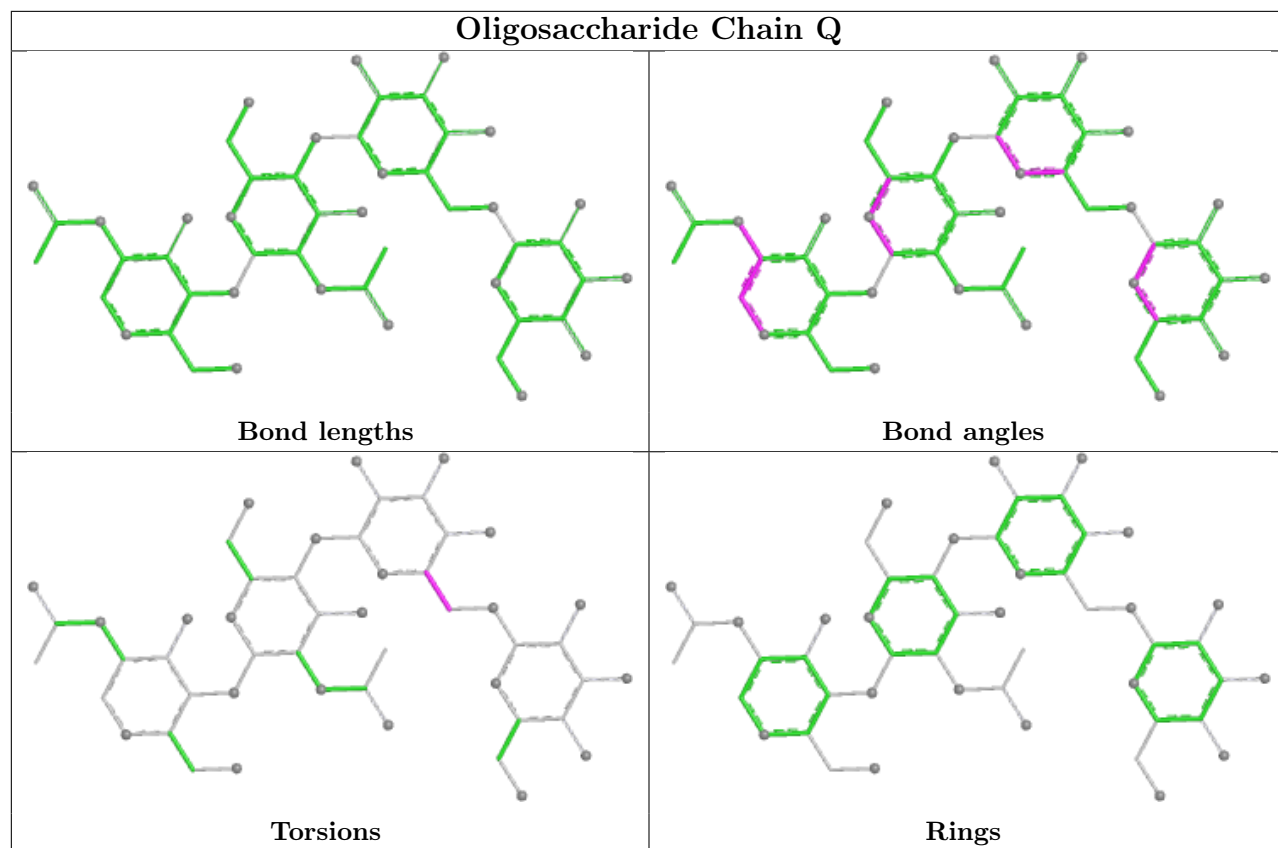 Oligosaccharide Chain Q
Bond lengths
Bond angles
Torsions
Rings